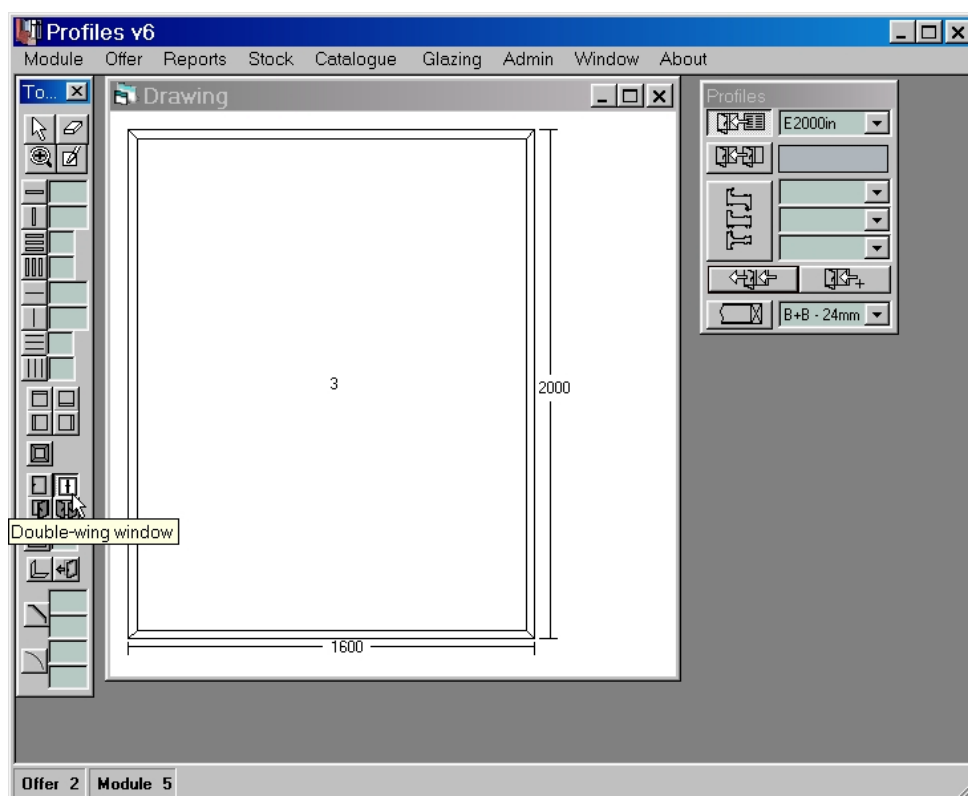 Profiles v6
Module Offer Reports Stock Catalogue Glazing Admin Window About
To...
Drawing
Profiles
E2000in
B+B - 24mm
3
2000
1600
Double-wing window
Offer 2 Module 5